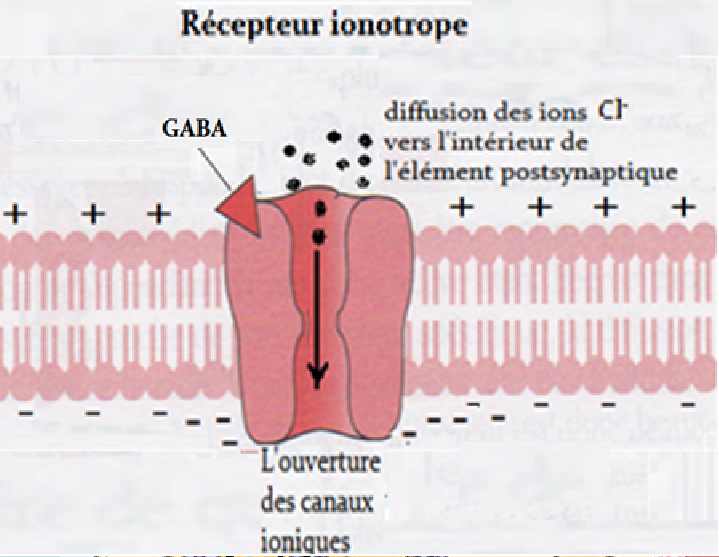 Récepteur ionotrope
GABA
diffusion des ions Cl-
vers l'intérieur de
l'élément postsynaptique
+ + + + + + +
- - - - - - - - - - - -
L'ouverture
des canaux
ioniques